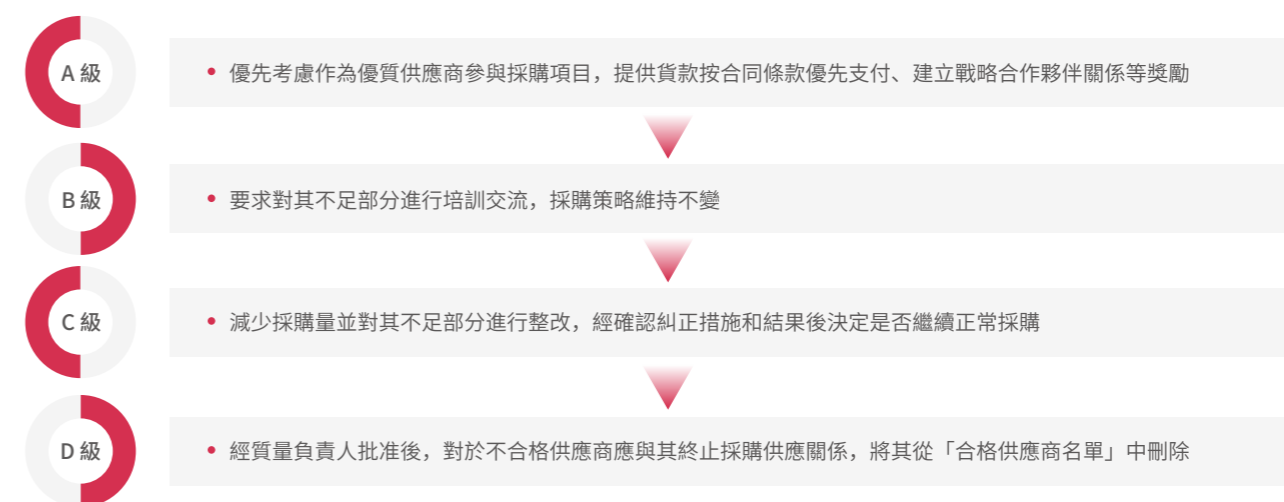 A 級
• 優先考慮作為優質供應商參與採購項目，提供貨款按合同條款優先支付、建立戰略合作夥伴關係等獎勵
B 級
• 要求對其不足部分進行培訓交流，採購策略維持不變
C 級
• 減少採購量並對其不足部分進行整改，經確認糾正措施和結果後決定是否繼續正常採購
D 級
• 經質量負責人批准後，對於不合格供應商應與其終止採購供應關係，將其從「合格供應商名單」中刪除